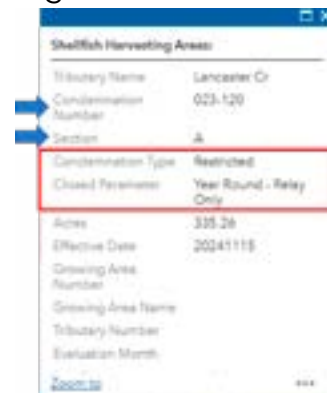 Shellfish Harvesting Areas:
Tributary Name Lancaster Cr
Condemnation Number 023-120
Section A
Condemnation Type Restricted
Closed Parameter Year Round - Relay Only
Acres 335.26
Effective Date 20241115
Growing Area Number
Growing Area Name
Tributary Number
Evaluation Month
Zoom to